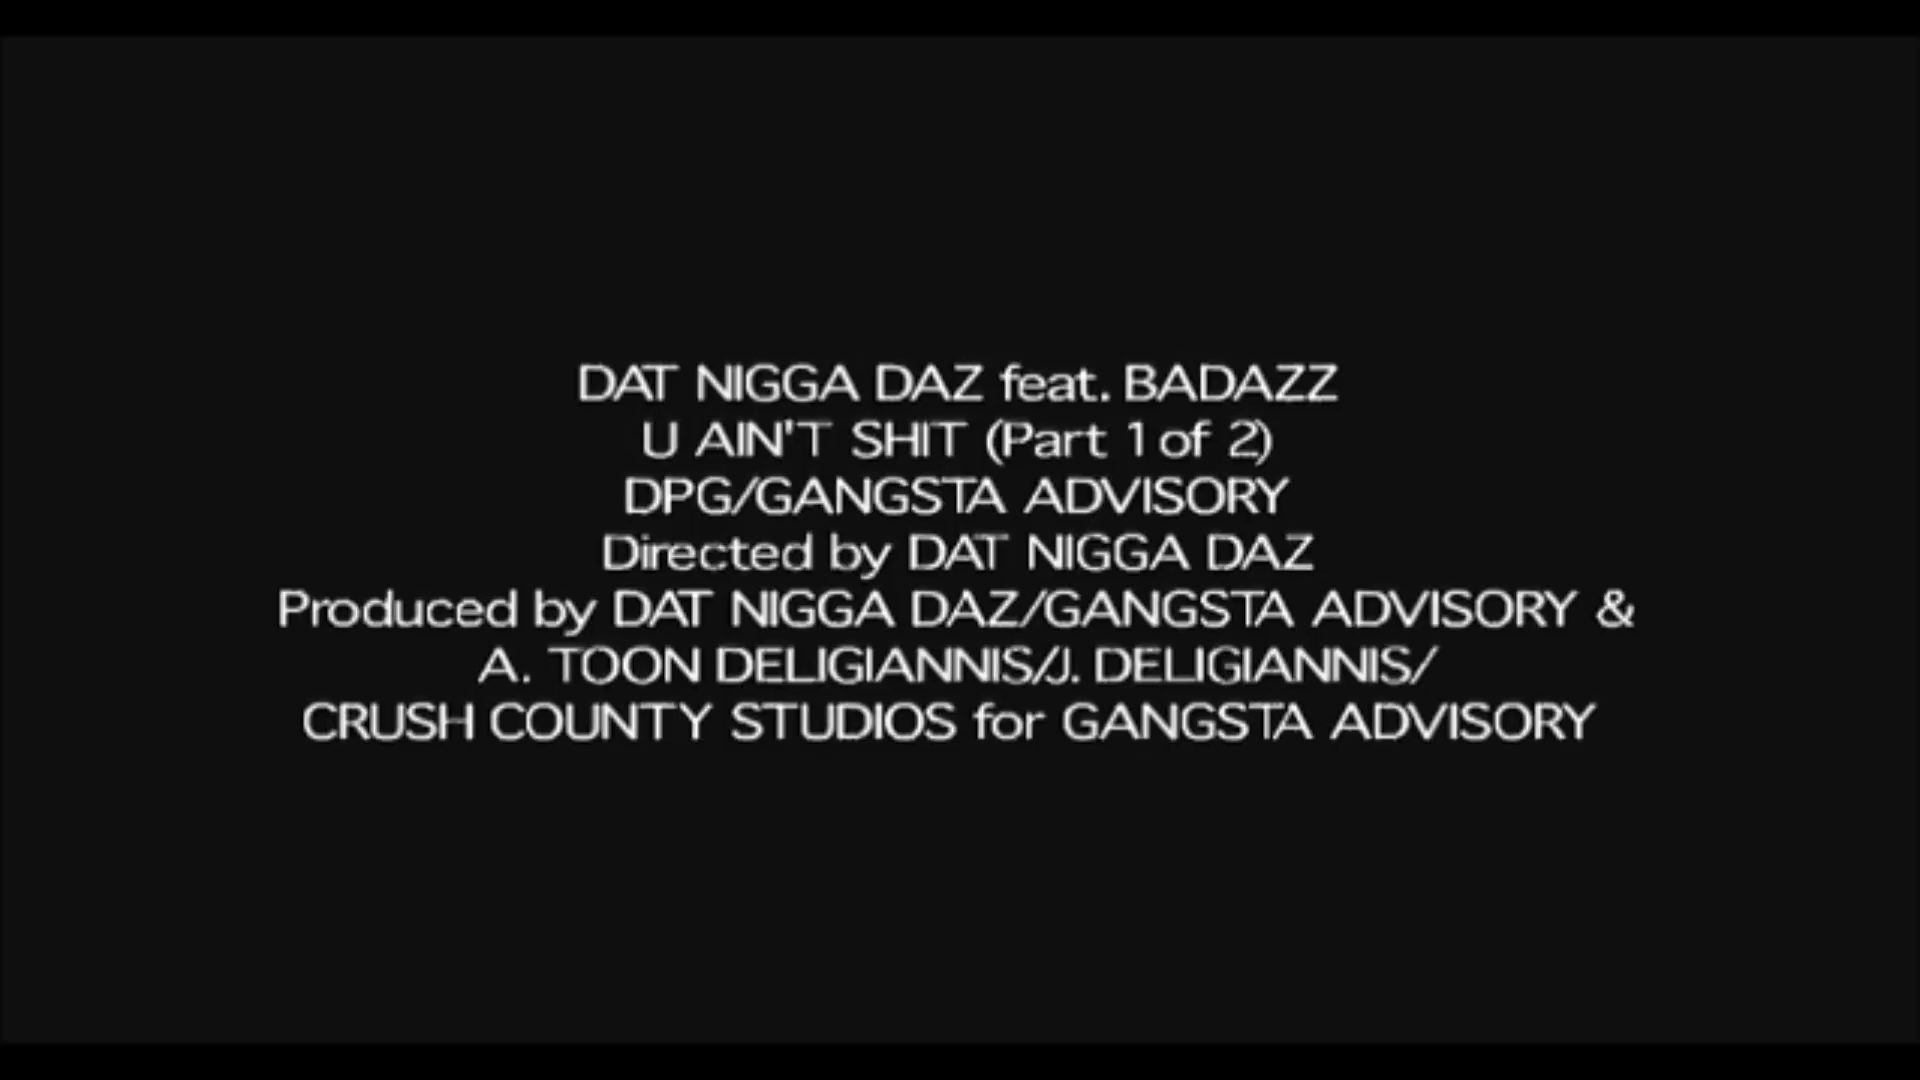 DAT NIGGA DAZ feat. BADAZZ
U AIN'T SHIT (Part 1 of 2)
DPG/GANGSTA ADVISORY
Directed by DAT NIGGA DAZ
Produced by DAT NIGGA DAZ/GANGSTA ADVISORY &
A. TOON DELIGIANNIS/J. DELIGIANNIS/
CRUSH COUNTY STUDIOS for GANGSTA ADVISORY